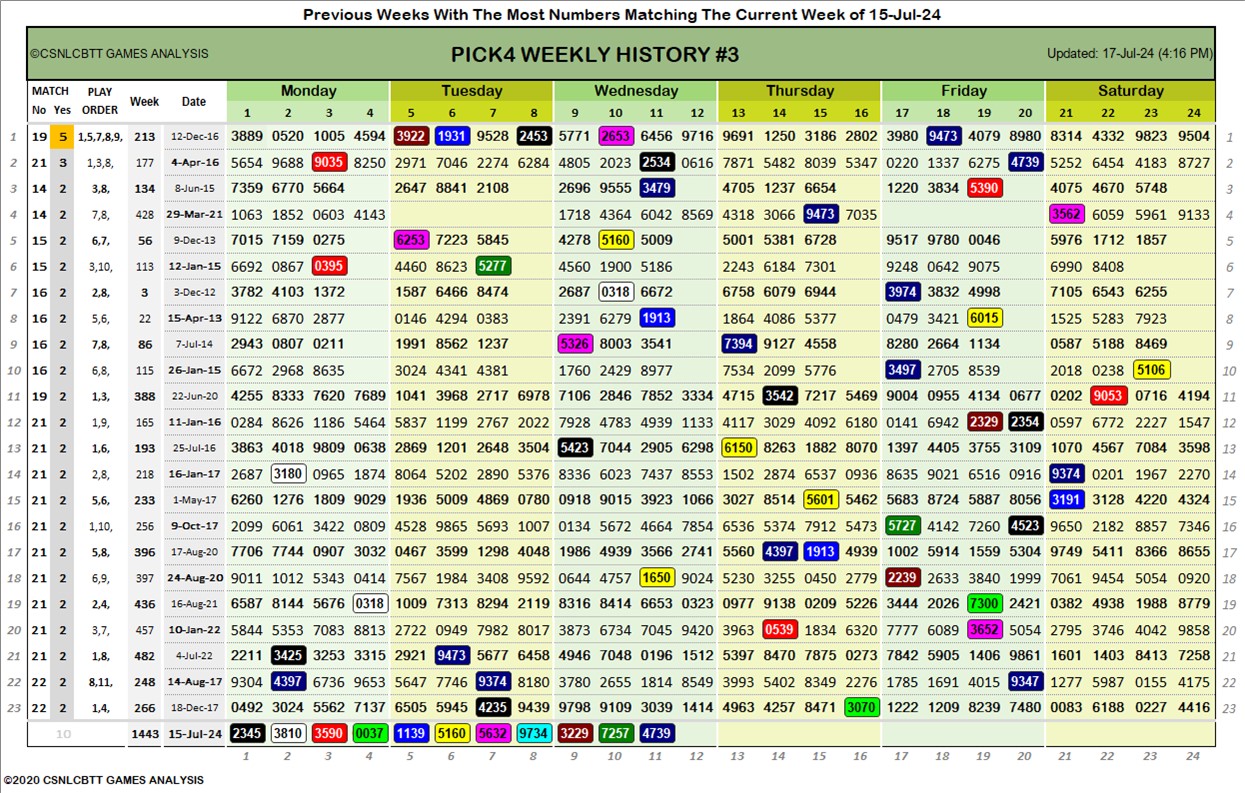 Previous Weeks With The Most Numbers Matching The Current Week of 15-Jul-24
©CSNLCBTT GAMES ANALYSIS PICK4 WEEKLY HISTORY #3 Updated: 17-Jul-24 (4:16 PM)
MATCH PLAY Week Date Monday Tuesday Wednesday Thursday Friday Saturday
No Yes ORDER 1 2 3 4 5 6 7 8 9 10 11 12 13 14 15 16 17 18 19 20 21 22 23 24
1 19 5 1,5,7,8,9, 213 12-Dec-16 3889 0520 1005 4594 3922 1931 9528 2453 5771 2653 6456 9716 9691 1250 3186 2802 3980 9473 4079 8980 8314 4332 9823 9504 1
2 21 3 1,3,8, 177 4-Apr-16 5654 9688 9035 8250 2971 7046 2274 6284 4805 2023 2534 0616 7871 5482 8039 5347 0220 1337 6275 4739 5252 6454 4183 8727 2
3 14 2 3,8, 134 8-Jun-15 7359 6770 5664 2647 8841 2108 2696 9555 3479 4705 1237 6654 1220 3834 5390 4075 4670 5748 3
4 14 2 7,8, 428 29-Mar-21 1063 1852 0603 4143 1718 4364 6042 8569 4318 3066 9473 7035 3562 6059 5961 9133 4
5 15 2 6,7, 56 9-Dec-13 7015 7159 0275 6253 7223 5845 4278 5160 5009 5001 5381 6728 9517 9780 0046 5976 1712 1857 5
6 15 2 3,10, 113 12-Jan-15 6692 0867 0395 4460 8623 5277 4560 1900 5186 2243 6184 7301 9248 0642 9075 6990 8408 6
7 16 2 2,8, 3 3-Dec-12 3782 4103 1372 1587 6466 8474 2687 0318 6672 6758 6079 6944 3974 3832 4998 7105 6543 6255 7
8 16 2 5,6, 22 15-Apr-13 9122 6870 2877 0146 4294 0383 2391 6279 1913 1864 4086 5377 0479 3421 6015 1525 5283 7923 8
9 16 2 7,8, 86 7-Jul-14 2943 0807 0211 1991 8562 1237 5326 8003 3541 7394 9127 4558 8280 2664 1134 0587 5188 8469 9
10 16 2 6,8, 115 26-Jan-15 6672 2968 8635 3024 4341 4381 1760 2429 8977 7534 2099 5776 3497 2705 8539 2018 0238 5106 10
11 19 2 1,3, 388 22-Jun-20 4255 8333 7620 7689 1041 3968 2717 6978 7106 2846 7852 3334 4715 3542 7217 5469 9004 0955 4134 0677 0202 9053 0716 4194 11
12 21 2 1,9, 165 11-Jan-16 0284 8868 1186 5464 5837 1199 2767 2022 7928 4783 4939 1133 4117 3029 4092 6180 0141 6942 2329 2354 0597 6772 2227 1547 12
13 21 2 1,6, 193 25-Jul-16 3863 4018 9809 0638 2869 1201 2648 3504 5423 7044 2905 6298 6150 8263 1882 8070 1397 4405 3755 3109 1070 4567 7084 3598 13
14 21 2 2,8, 218 16-Jan-17 2687 3180 0965 1874 8064 5202 2890 5376 8336 6023 7437 8553 1502 2874 6537 0936 8635 9021 6516 0916 9374 0201 1967 2270 14
15 21 2 5,6, 233 1-May-17 6260 1276 1809 3029 1936 5009 4869 0780 0918 9015 3923 1066 3027 8514 5601 5462 5683 8724 5887 8056 3191 3128 4220 4324 15
16 21 2 1,10, 256 9-Oct-17 2099 6061 3422 0809 4528 9865 5693 1007 0134 5672 4664 7854 6536 5374 7912 5473 5727 4142 7260 4523 9650 2182 8857 7346 16
17 21 2 5,8, 396 17-Aug-20 7706 7744 0907 3032 0467 3599 1298 4048 1986 4939 3566 2741 5560 4397 1913 4939 1002 5914 1559 5304 9749 5411 8366 8655 17
18 21 2 6,9, 397 24-Aug-20 9011 1012 5343 0414 7567 1984 3408 9592 0644 4757 1650 9024 5230 3255 0450 2779 2239 2633 3840 1999 7061 9454 5054 0920 18
19 21 2 2,4, 436 16-Aug-21 6587 8144 5676 0318 1009 7313 8294 2119 8316 8414 6653 0323 0977 9138 0209 5226 3444 2026 7300 2421 0382 4938 1988 8779 19
20 21 2 3,7, 457 10-Jan-22 5844 5353 7083 8813 2722 0949 7982 8027 9873 6734 7045 9420 3963 0539 1834 6320 7777 6089 3652 5054 2795 3746 4042 9858 20
21 21 2 1,8, 482 4-Jul-22 2211 3425 3253 3315 2921 9473 5677 6458 4946 7048 0196 1512 5397 8470 7875 0273 7842 5905 1406 9861 1601 1403 8413 7258 21
22 22 2 8,11, 248 14-Aug-17 9304 4397 6736 9653 5647 7746 9374 8180 3780 2655 1814 8549 3993 5402 8349 2276 1785 1691 4015 9347 1277 5987 0155 4175 22
23 22 2 1,4, 266 18-Dec-17 0492 3024 5562 7137 6505 5945 4235 9439 9798 9109 3039 1414 4963 4257 8471 3070 1222 1209 8239 7480 0083 6188 0227 4416 23
10 1443 15-Jul-24 2345 3810 3590 0037 1139 5160 5632 9734 3229 7257 4739
1 2 3 4 5 6 7 8 9 10 11 12 13 14 15 16 17 18 19 20 21 22 23 24
©2020 CSNLCBTT GAMES ANALYSIS